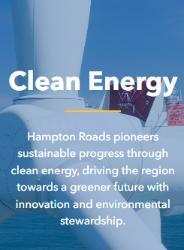 Clean Energy
Hampton Roads pioneers
sustainable progress through
clean energy, driving the region
towards a greener future with
innovation and environmental
stewardship.